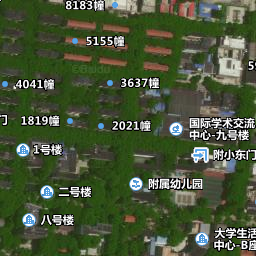 8183幢
5155幢
4041幢
3637幢
59
门
1819幢
2021幢
国际学术交流
中心-九号楼
附小东门
1号楼
二号楼
附属幼儿园
八号楼
大学生活
中心-B座
Baidu